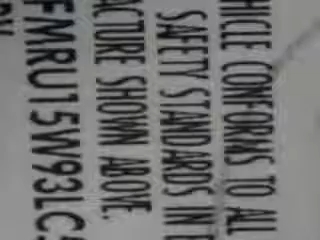 HICLE CONFORMS TO ALL
SAFETY STANDARDS IN E
ACTURE SHOWN ABOVE.
FMRU15W93LC